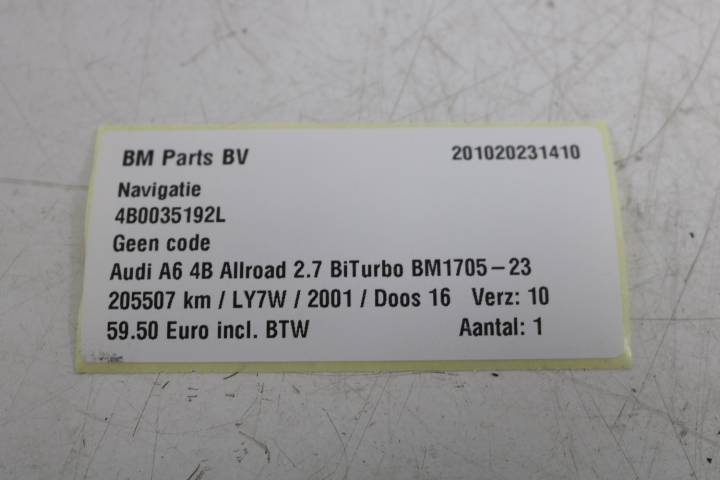 BM Parts BV 201020231410
Navigatie
4B0035192L
Geen code
Audi A6 4B Allroad 2.7 BiTurbo BM1705-23
205507 km / LY7W / 2001 / Doos 16 Verz: 10
59.50 Euro incl. BTW Aantal: 1